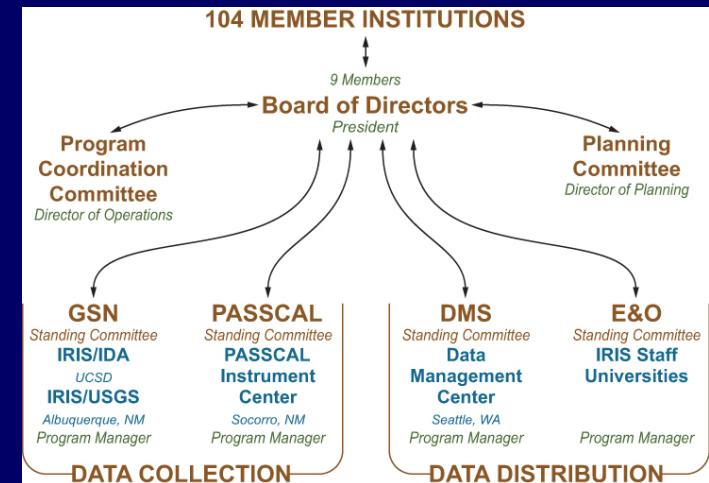 104 MEMBER INSTITUTIONS
9 Members
Board of Directors
President
Program
Coordination
Committee
Director of Operations
Planning
Committee
Director of Planning
GSN
Standing Committee
IRIS/IDA
UCSD
IRIS/USGS
Albuquerque, NM
Program Manager
PASSCAL
Standing Committee
PASSCAL
Instrument
Center
Socorro, NM
Program Manager
DATA COLLECTION
DMS
Standing Committee
Data
Management
Center
Seattle, WA
Program Manager
E&O
Standing Committee
IRIS Staff
Universities
Program Manager
DATA DISTRIBUTION